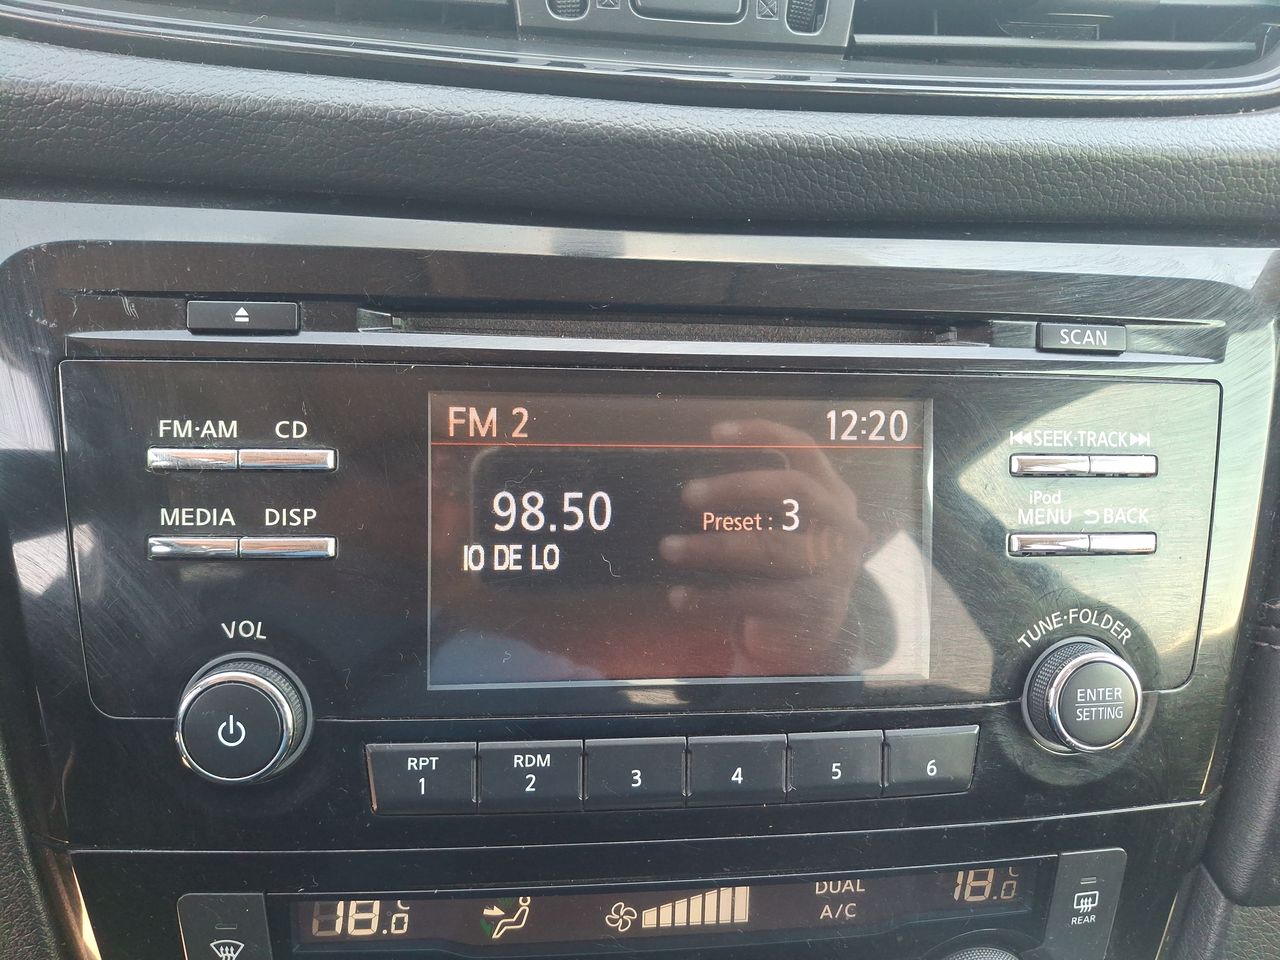 SCAN
FM·AM CD
FM 2 12:20
SEEK·TRACK
MEDIA DISP
98.50 Preset : 3
IO DE LO
iPod
MENU BACK
VOL
TUNE·FOLDER
ENTER
SETTING
RPT
1
RDM
2
3
4
5
6
18.0
DUAL
A/C
18.0
°C
REAR